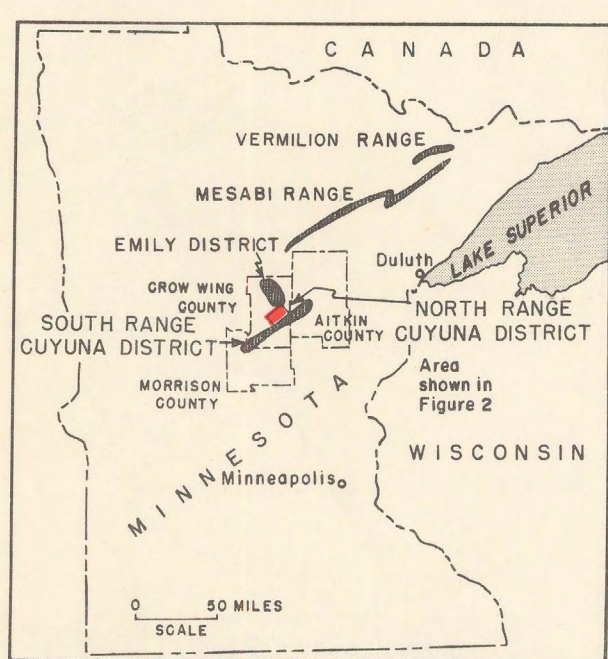 CANADA
VERMILION RANGE
MESABI RANGE
EMILY DISTRICT
Duluth
LAKE SUPERIOR
CROW WING
COUNTY
NORTH RANGE
CUYUNA DISTRICT
SOUTH RANGE
CUYUNA DISTRICT
AITKIN
COUNTY
Area
shown in
Figure 2
MORRISON
COUNTY
WISCONSIN
MINNESOTA
Minneapolis
0 50 MILES
SCALE